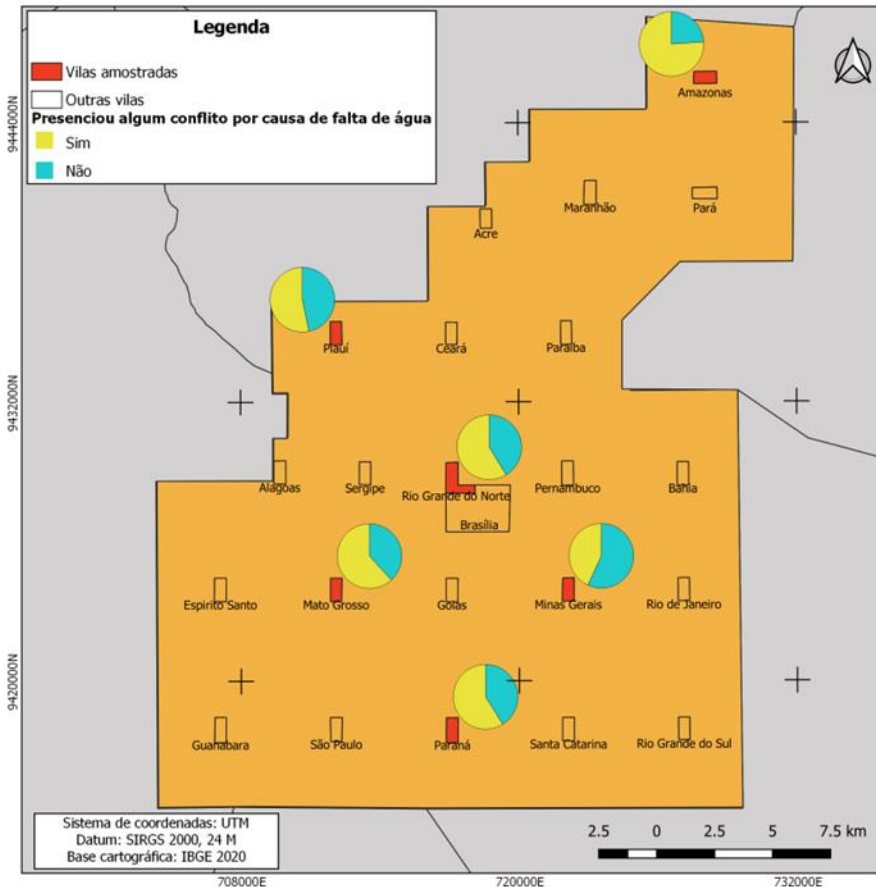 Legenda
Vilas amostradas
Outras vilas
Presenciou algum conflito por causa de falta de água
Sim
Não
Amazonas
Maranhão
Pará
Acre
Piauí
Ceará
Paraíba
Alagoas
Sergipe
Rio Grande do Norte
Pernambuco
Bahia
Brasília
Espirito Santo
Mato Grosso
Goiás
Minas Gerais
Rio de Janeiro
Guanabara
São Paulo
Paraná
Santa Catarina
Rio Grande do Sul
9444000N
9432000N
9420000N
Sistema de coordenadas: UTM
Datum: SIRGS 2000, 24 M
Base cartográfica: IBGE 2020
2.5 0 2.5 5 7.5 km
708000E 720000E 732000E